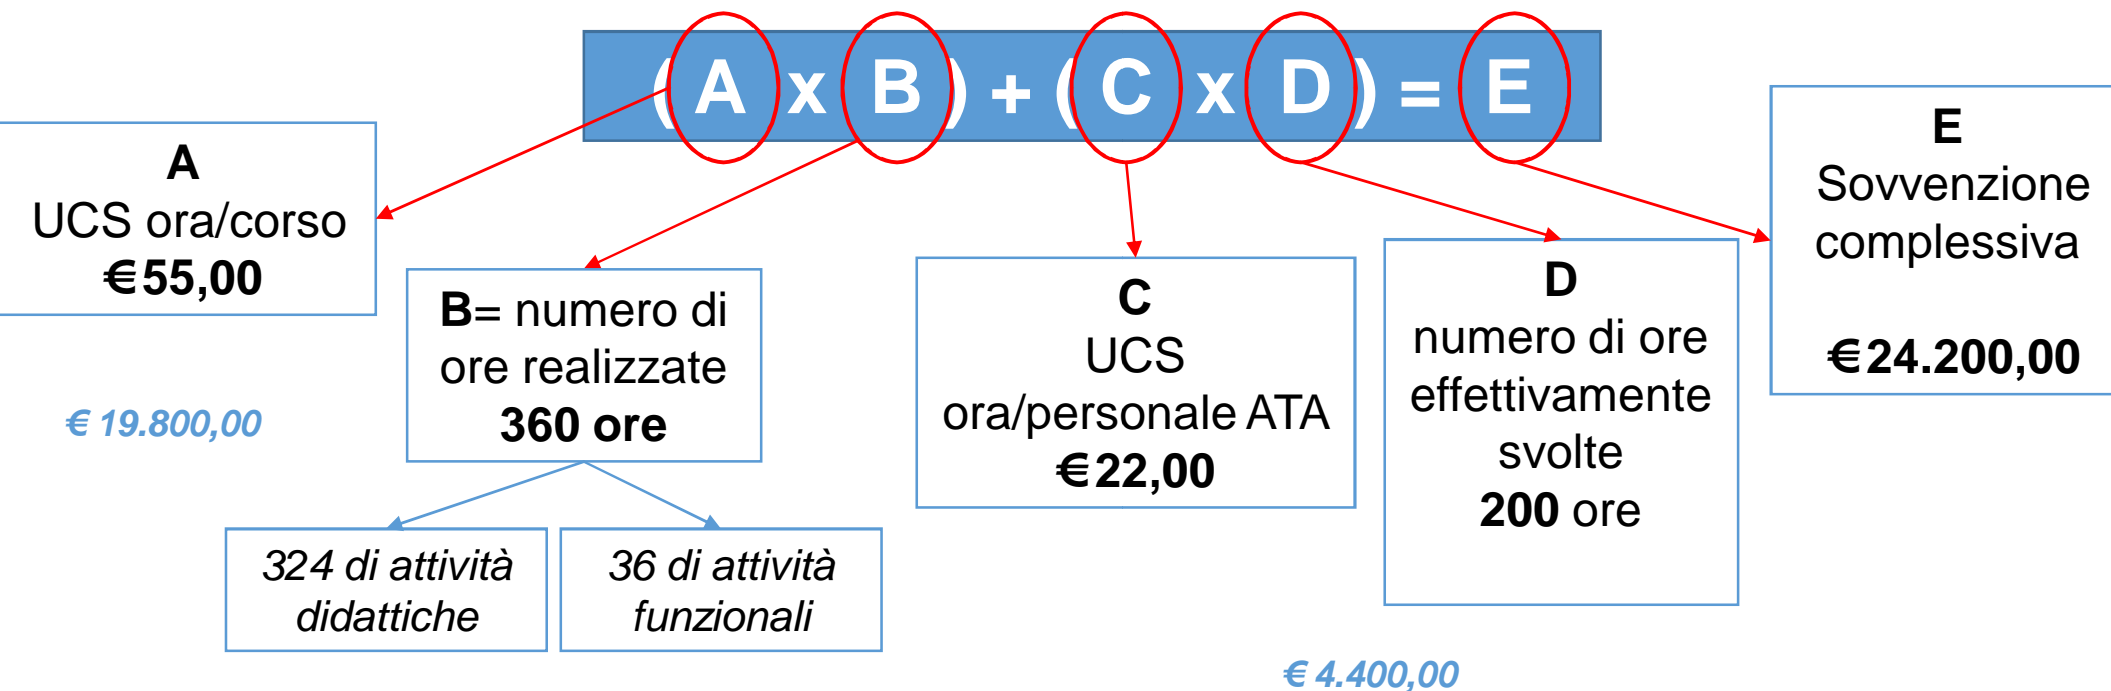 ( A x B ) + ( C x D ) = E
A
UCS ora/corso
€55,00
B= numero di
ore realizzate
360 ore
€ 19.800,00
324 di attività
didattiche
36 di attività
funzionali
C
UCS
ora/personale ATA
€22,00
D
numero di ore
effettivamente
svolte
200 ore
E
Sovvenzione
complessiva
€24.200,00
€ 4.400,00